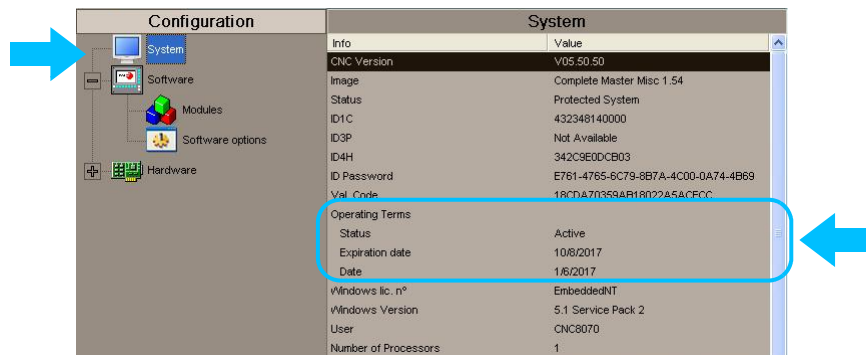 Configuration
System
System
Software
Modules
Software options
Hardware
Info Value
CNC Version V05.50.50
Image Complete Master Misc 1.54
Status Protected System
ID1C 432348140000
ID3P Not Available
ID4H 342C9E0DCB03
ID Password E761-4765-6C79-8B7A-4C00-0A74-4B69
Val. Code 18CDA70359AB18022A5ACFCC
Operating Terms
Status Active
Expiration date 10/8/2017
Date 1/6/2017
Windows lic. nº EmbeddedNT
Windows Version 5.1 Service Pack 2
User CNC8070
Number of Processors 1